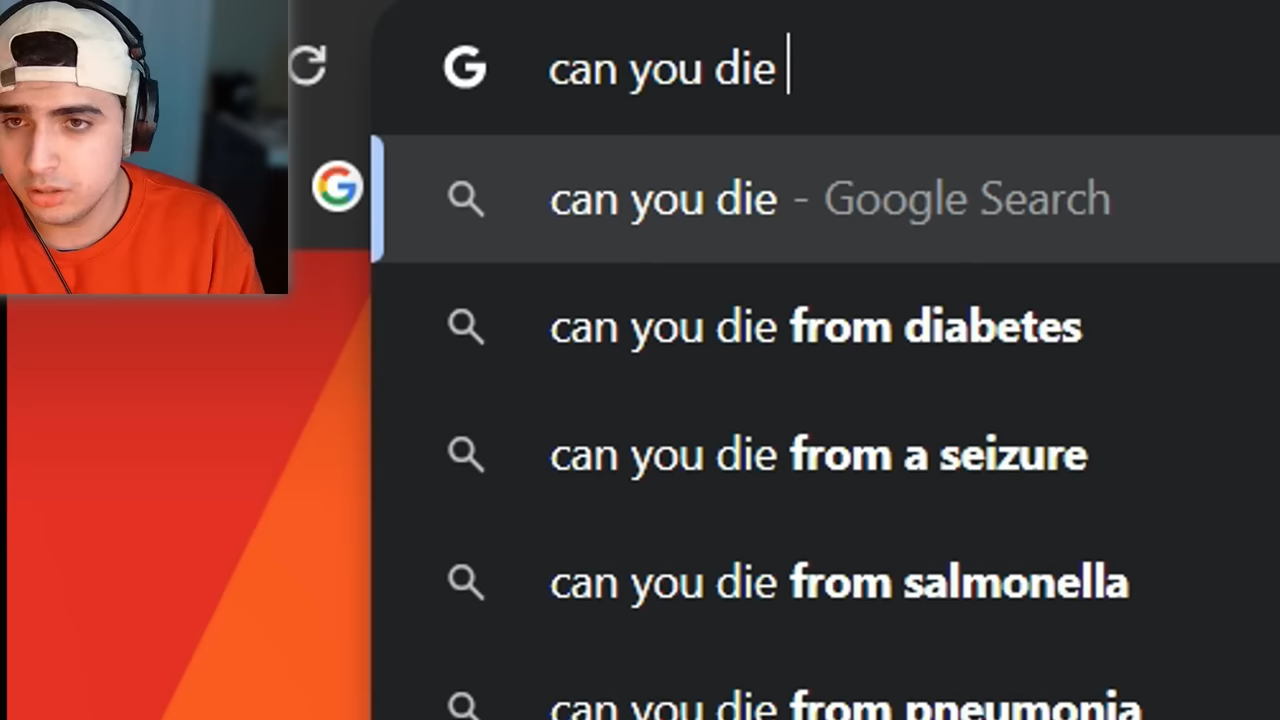 can you die
can you die - Google Search
can you die from diabetes
can you die from a seizure
can you die from salmonella
can you die from pneumonia